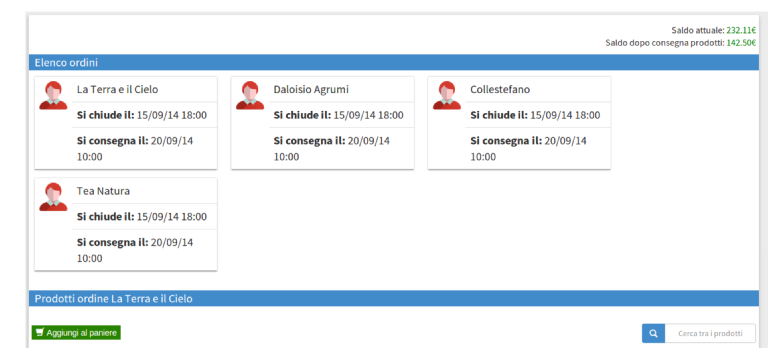 Saldo attuale: 232.11€
Saldo dopo consegna prodotti: 142.50€
Elenco ordini
La Terra e il Cielo
Si chiude il: 15/09/14 18:00
Si consegna il: 20/09/14
10:00
Daloisio Agrumi
Si chiude il: 15/09/14 18:00
Si consegna il: 20/09/14
10:00
Collestefano
Si chiude il: 15/09/14 18:00
Si consegna il: 20/09/14
10:00
Tea Natura
Si chiude il: 15/09/14 18:00
Si consegna il: 20/09/14
10:00
Prodotti ordine La Terra e il Cielo
Aggiungi al paniere
Cerca tra i prodotti